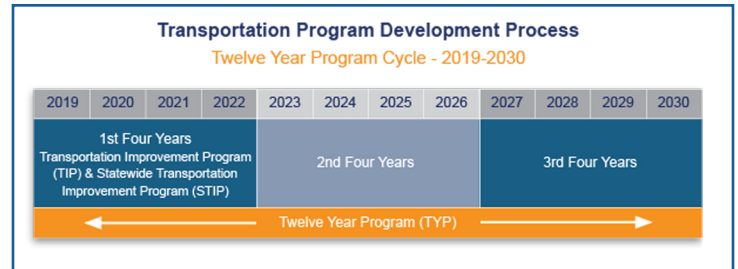 Transportation Program Development Process
Twelve Year Program Cycle - 2019-2030
2019 2020 2021 2022 2023 2024 2025 2026 2027 2028 2029 2030
1st Four Years
Transportation Improvement Program
(TIP) & Statewide Transportation
Improvement Program (STIP)
2nd Four Years
3rd Four Years
Twelve Year Program (TYP)